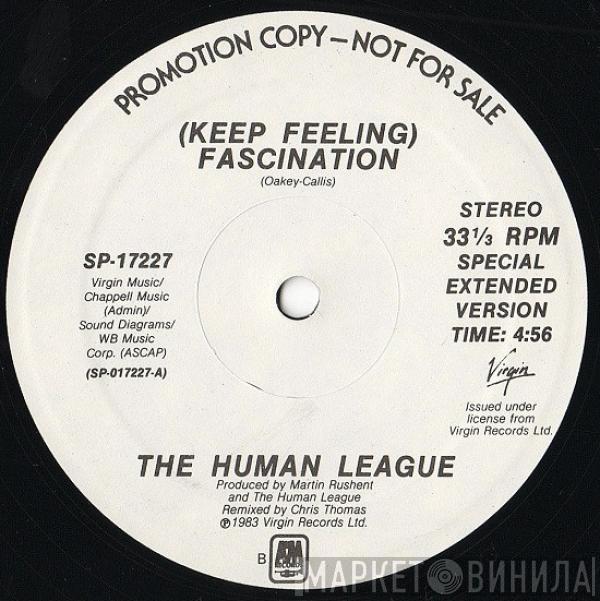 PROMOTION COPY — NOT FOR SALE
(KEEP FEELING)
FASCINATION
(Oakey-Callis)
SP-17227
Virgin Music/
Chappell Music
(Admin)/
Sound Diagrams/
WB Music
Corp. (ASCAP)
(SP-017227-A)
STEREO
33 1/3 RPM
SPECIAL
EXTENDED
VERSION
TIME: 4:56
Virgin
Issued under
license from
Virgin Records Ltd.
THE HUMAN LEAGUE
Produced by Martin Rushent
and The Human League
Remixed by Chris Thomas
℗1983 Virgin Records Ltd.
B
A&M
RECORDS
МАРКЕТ ВИНИЛА